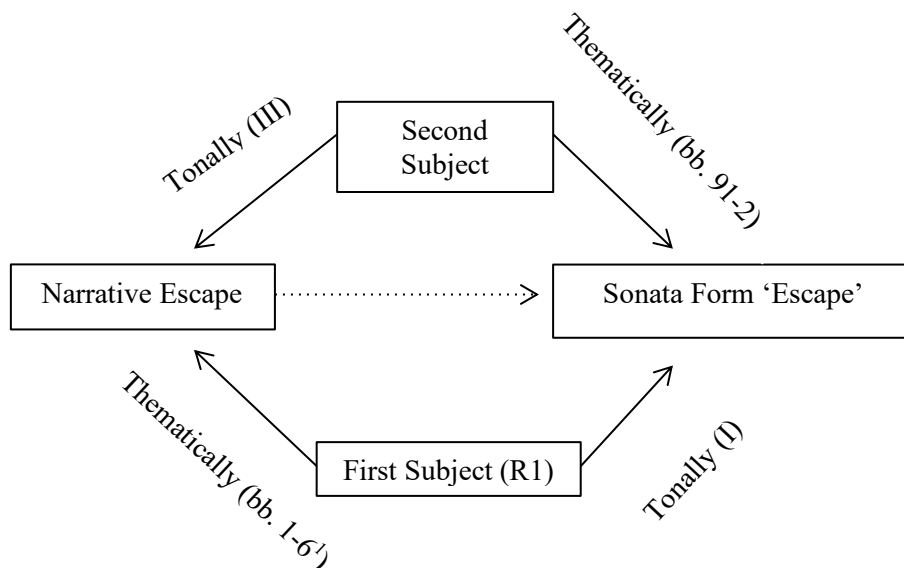 Thematically (bb. 91-2)
Tonally (III)
Second
Subject
Narrative Escape
Sonata Form ‘Escape’
Thematically (bb. 1-6¹)
First Subject (R1)
Tonally (I)